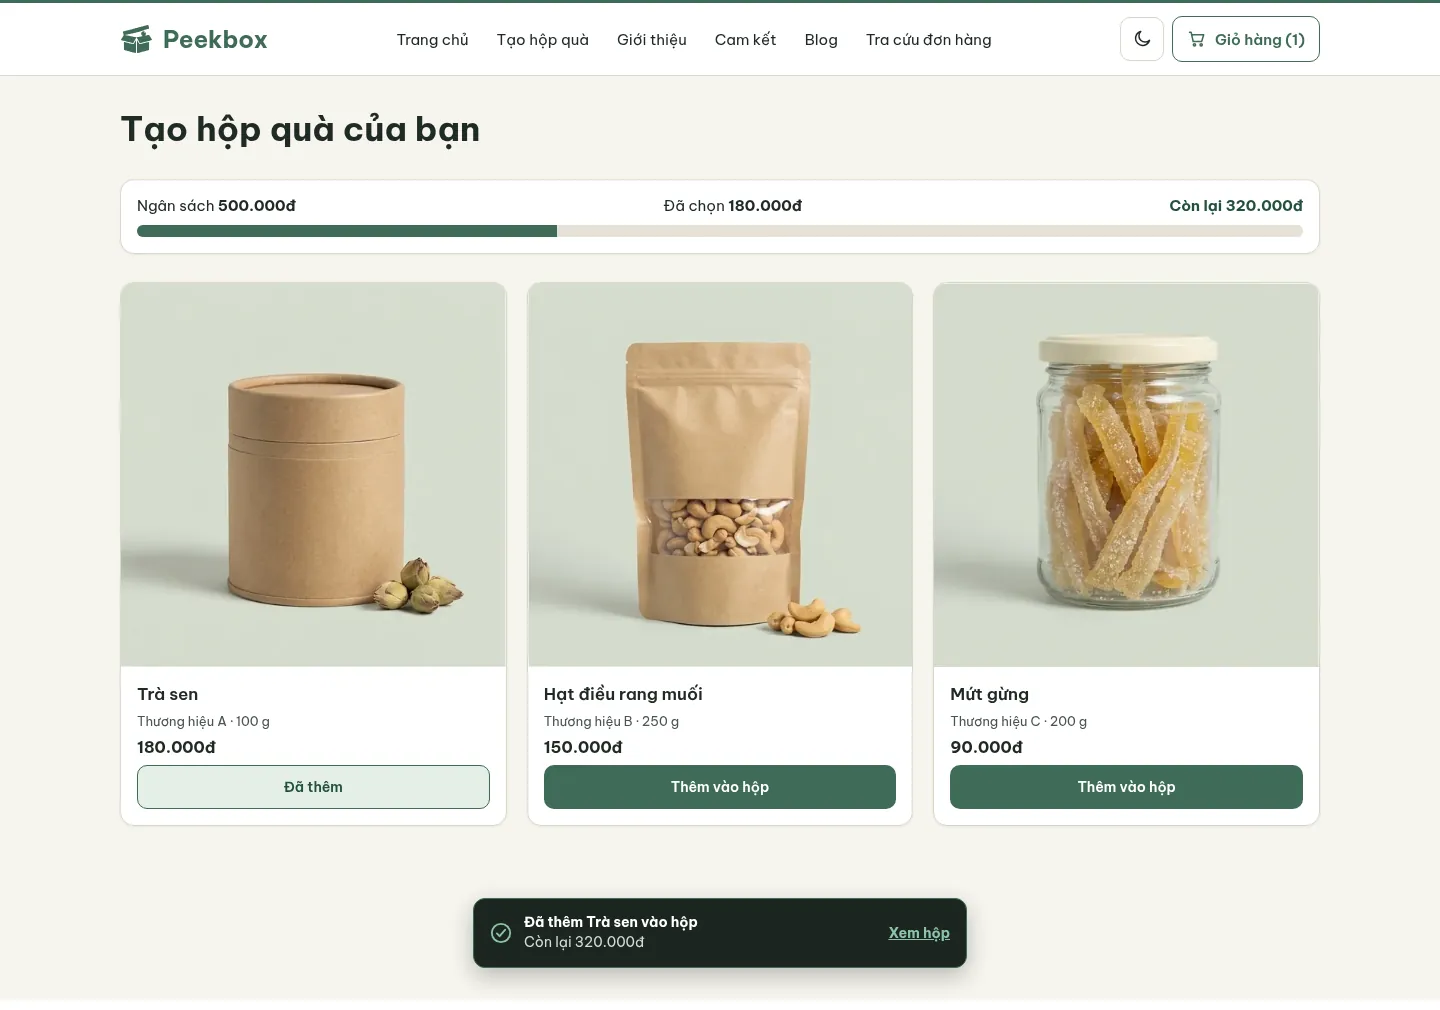 Peekbox
Trang chủ
Tạo hộp quà
Giới thiệu
Cam kết
Blog
Tra cứu đơn hàng
Giỏ hàng (1)
Tạo hộp quà của bạn
Ngân sách 500.000đ
Đã chọn 180.000đ
Còn lại 320.000đ
Trà sen
Thương hiệu A · 100 g
180.000đ
Đã thêm
Hạt điều rang muối
Thương hiệu B · 250 g
150.000đ
Thêm vào hộp
Mứt gừng
Thương hiệu C · 200 g
90.000đ
Thêm vào hộp
Đã thêm Trà sen vào hộp
Còn lại 320.000đ
Xem hộp